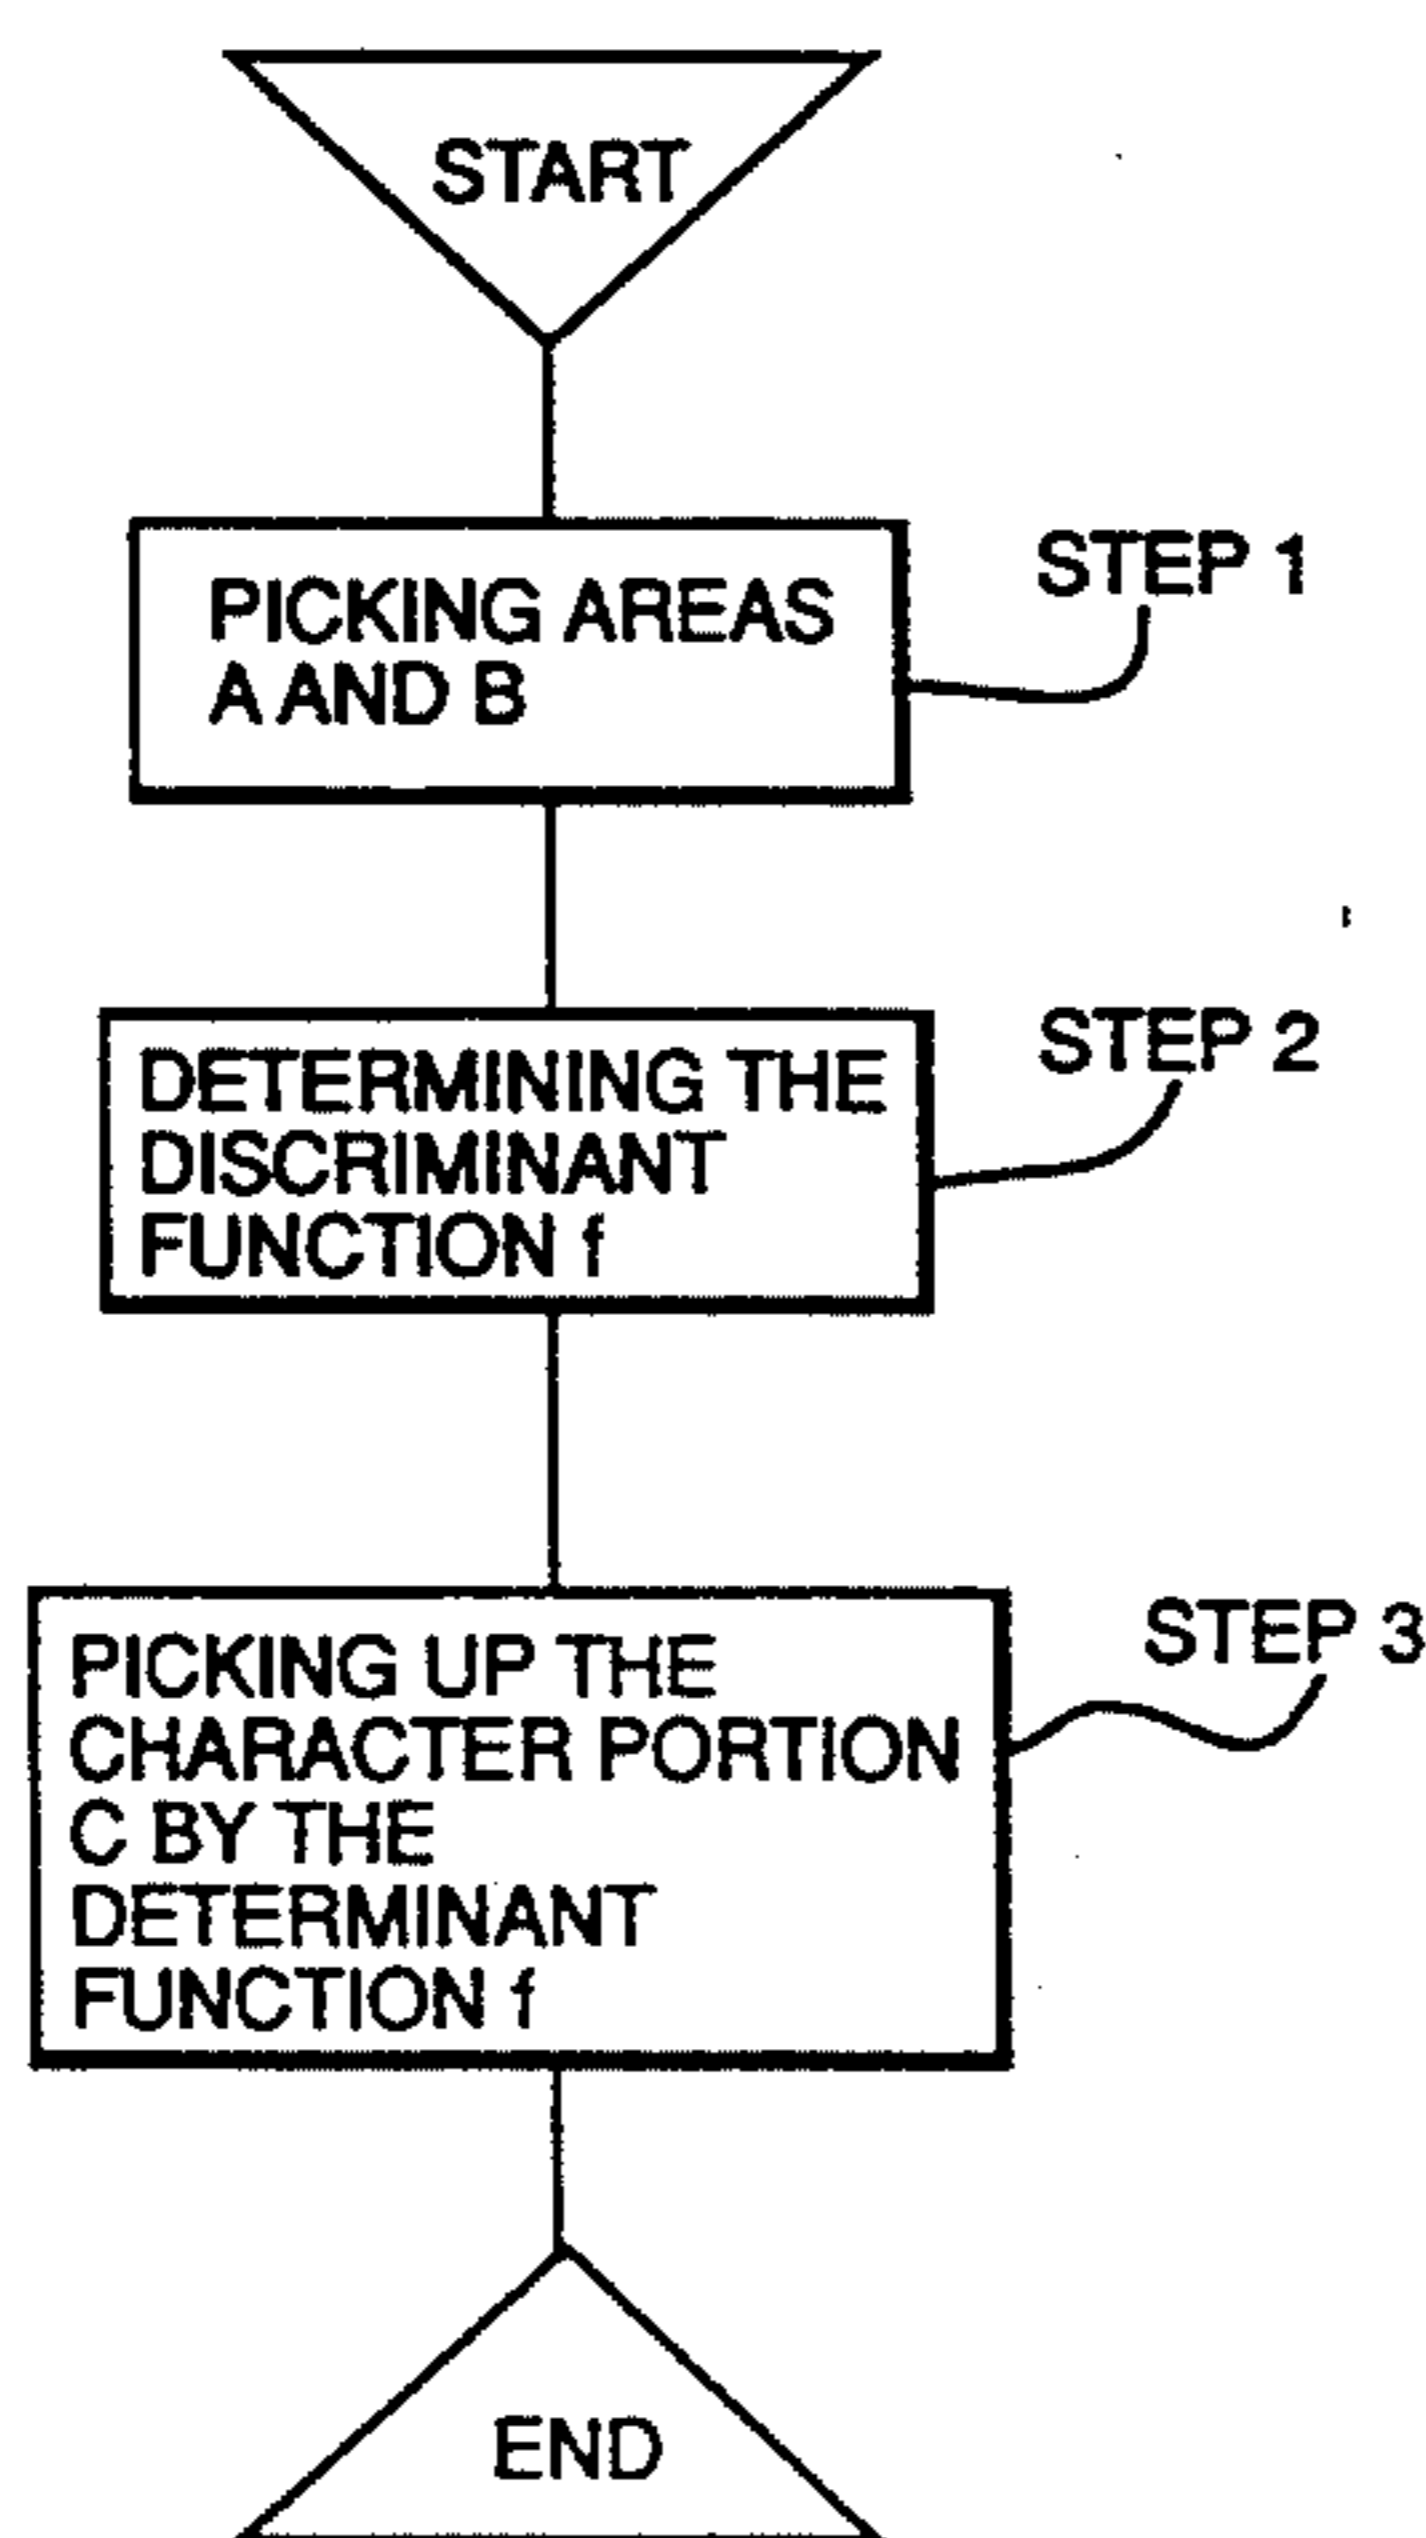 START
PICKING AREAS
A AND B
STEP 1
DETERMINING THE
DISCRIMINANT
FUNCTION f
STEP 2
PICKING UP THE
CHARACTER PORTION
C BY THE
DETERMINANT
FUNCTION f
STEP 3
END